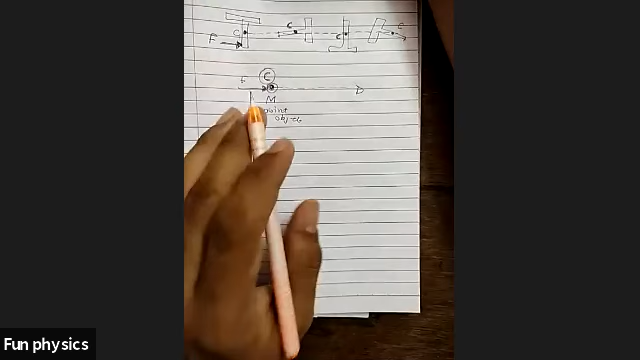 C C C C
F
C
F
M
point
object
Fun physics